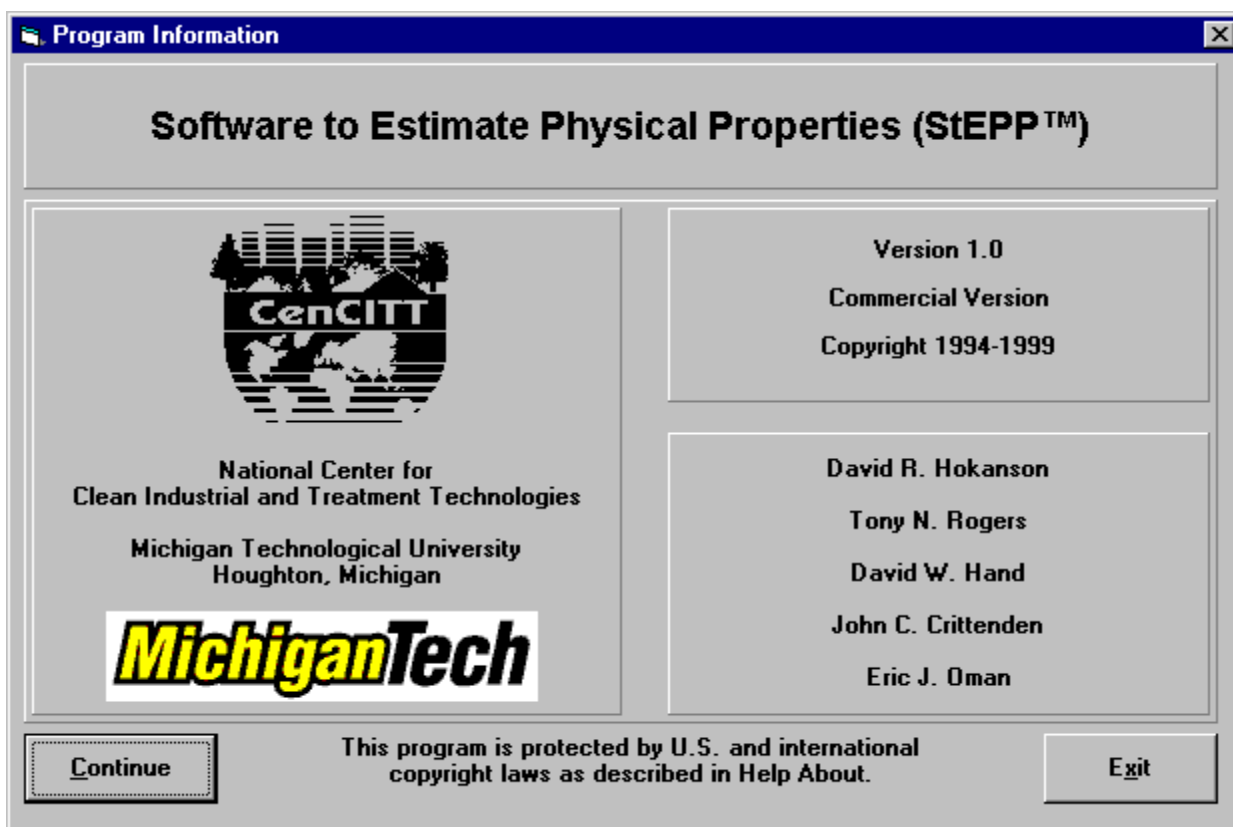 Program Information
Software to Estimate Physical Properties (StEPP™)
CenCITT
National Center for
Clean Industrial and Treatment Technologies
Michigan Technological University
Houghton, Michigan
MichiganTech
Version 1.0
Commercial Version
Copyright 1994-1999
David R. Hokanson
Tony N. Rogers
David W. Hand
John C. Crittenden
Eric J. Oman
Continue
This program is protected by U.S. and international
copyright laws as described in Help About.
Exit